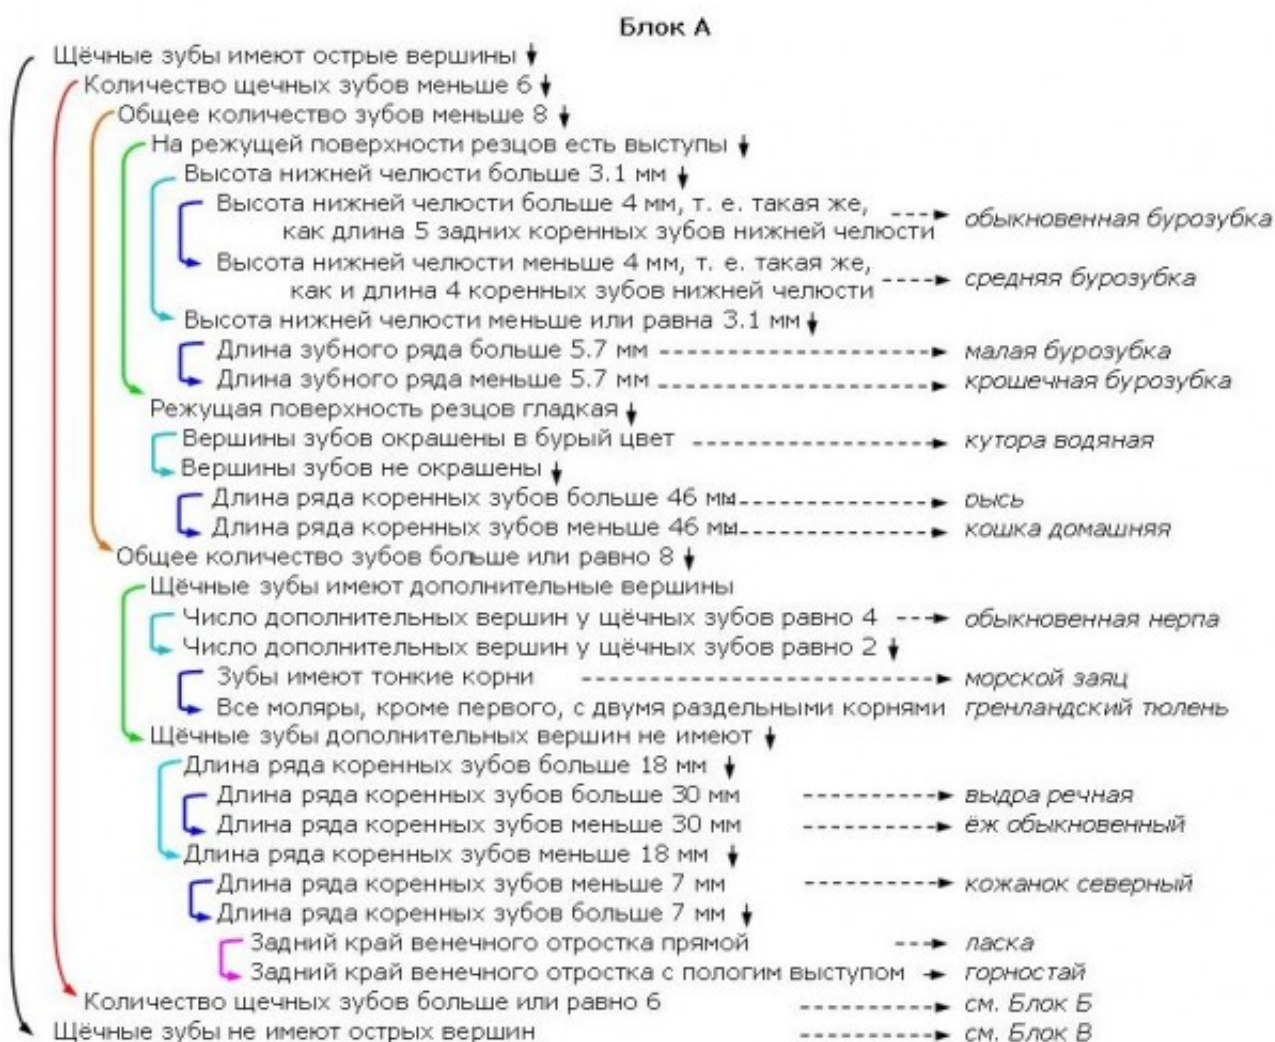 Блок А
Щёчные зубы имеют острые вершины
Количество щечных зубов меньше 6
Общее количество зубов меньше 8
На режущей поверхности резцов есть выступы
Высота нижней челюсти больше 3.1 мм
Высота нижней челюсти больше 4 мм, т. е. такая же,
как длина 5 задних коренных зубов нижней челюсти обыкновенная бурозубка
Высота нижней челюсти меньше 4 мм, т. е. такая же,
как и длина 4 коренных зубов нижней челюсти средняя бурозубка
Высота нижней челюсти меньше или равна 3.1 мм
Длина зубного ряда больше 5.7 мм малая бурозубка
Длина зубного ряда меньше 5.7 мм крошечная бурозубка
Режущая поверхность резцов гладкая
Вершины зубов окрашены в бурый цвет кутора водяная
Вершины зубов не окрашены
Длина ряда коренных зубов больше 46 мм рысь
Длина ряда коренных зубов меньше 46 мм кошка домашняя
Общее количество зубов больше или равно 8
Щёчные зубы имеют дополнительные вершины
Число дополнительных вершин у щёчных зубов равно 4 обыкновенная нерпа
Число дополнительных вершин у щёчных зубов равно 2
Зубы имеют тонкие корни морской заяц
Все моляры, кроме первого, с двумя раздельными корнями гренландский тюлень
Щёчные зубы дополнительных вершин не имеют
Длина ряда коренных зубов больше 18 мм
Длина ряда коренных зубов больше 30 мм выдра речная
Длина ряда коренных зубов меньше 30 мм ёж обыкновенный
Длина ряда коренных зубов меньше 18 мм
Длина ряда коренных зубов меньше 7 мм кожанок северный
Длина ряда коренных зубов больше 7 мм
Задний край венечного отростка прямой ласка
Задний край венечного отростка с пологим выступом горностай
Количество щечных зубов больше или равно 6 см. Блок Б
Щёчные зубы не имеют острых вершин см. Блок В